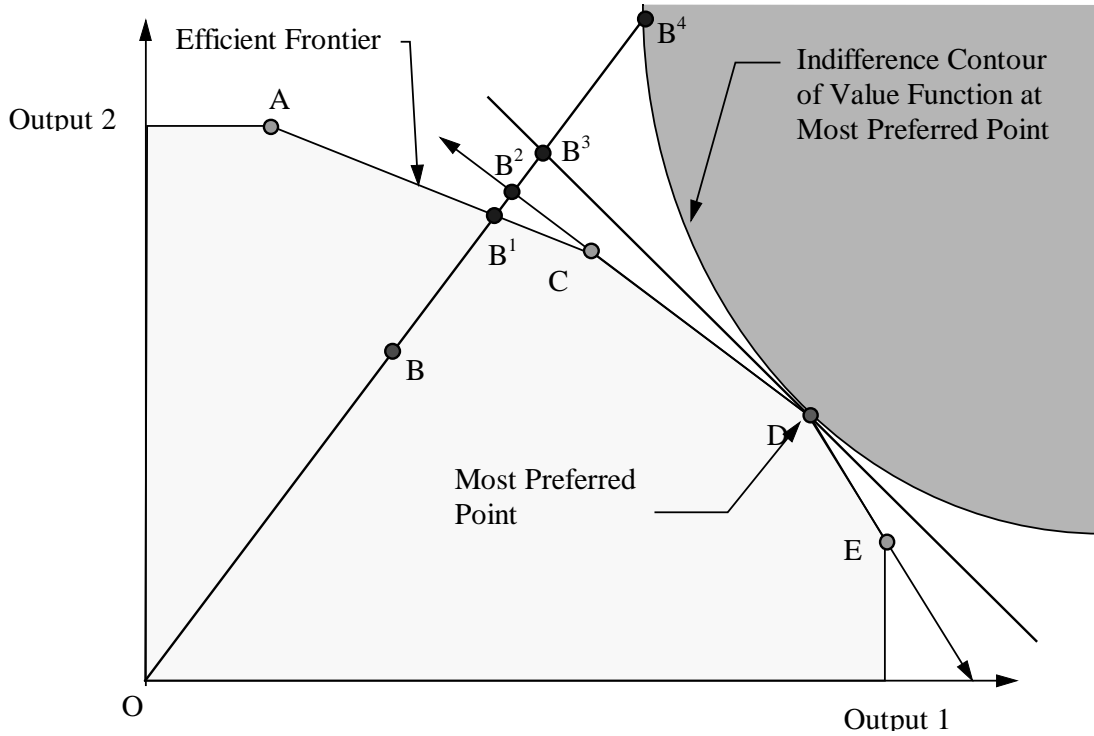 B⁴
Efficient Frontier
Indifference Contour
of Value Function at
Most Preferred Point
A
Output 2
B³
B²
B¹
C
B
D
Most Preferred
Point
E
O
Output 1